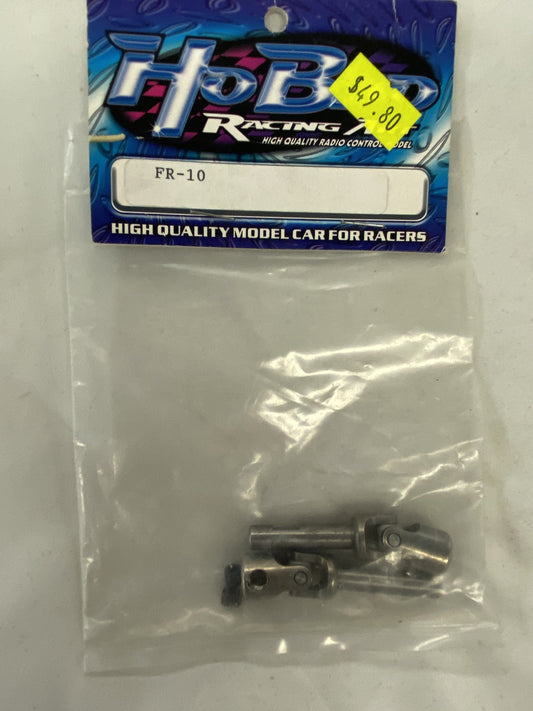 HoBao
$49.80
RACING
HIGH QUALITY RADIO CONTROL MODEL
FR-10
HIGH QUALITY MODEL CAR FOR RACERS